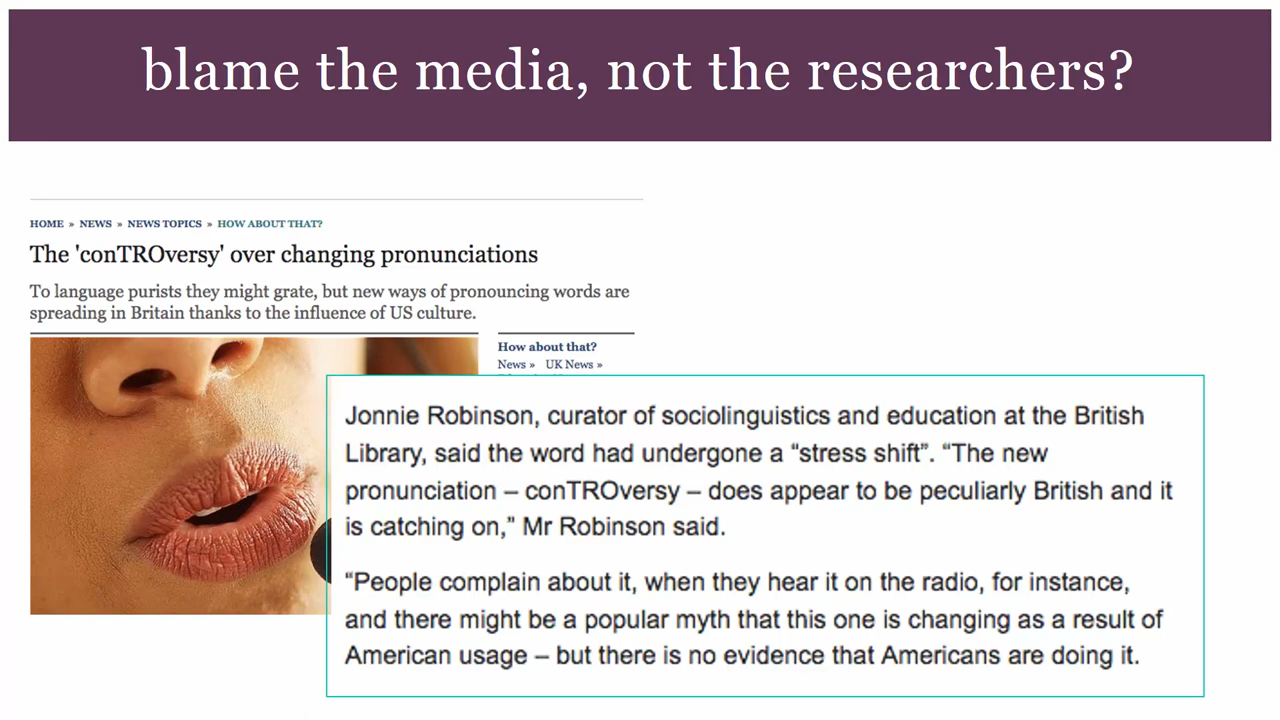 blame the media, not the researchers?
HOME » NEWS » NEWS TOPICS » HOW ABOUT THAT?
The 'conTROversy' over changing pronunciations
To language purists they might grate, but new ways of pronouncing words are
spreading in Britain thanks to the influence of US culture.
How about that?
News » UK News »
Jonnie Robinson, curator of sociolinguistics and education at the British
Library, said the word had undergone a “stress shift”. “The new
pronunciation – conTROversy – does appear to be peculiarly British and it
is catching on,” Mr Robinson said.
“People complain about it, when they hear it on the radio, for instance,
and there might be a popular myth that this one is changing as a result of
American usage – but there is no evidence that Americans are doing it.